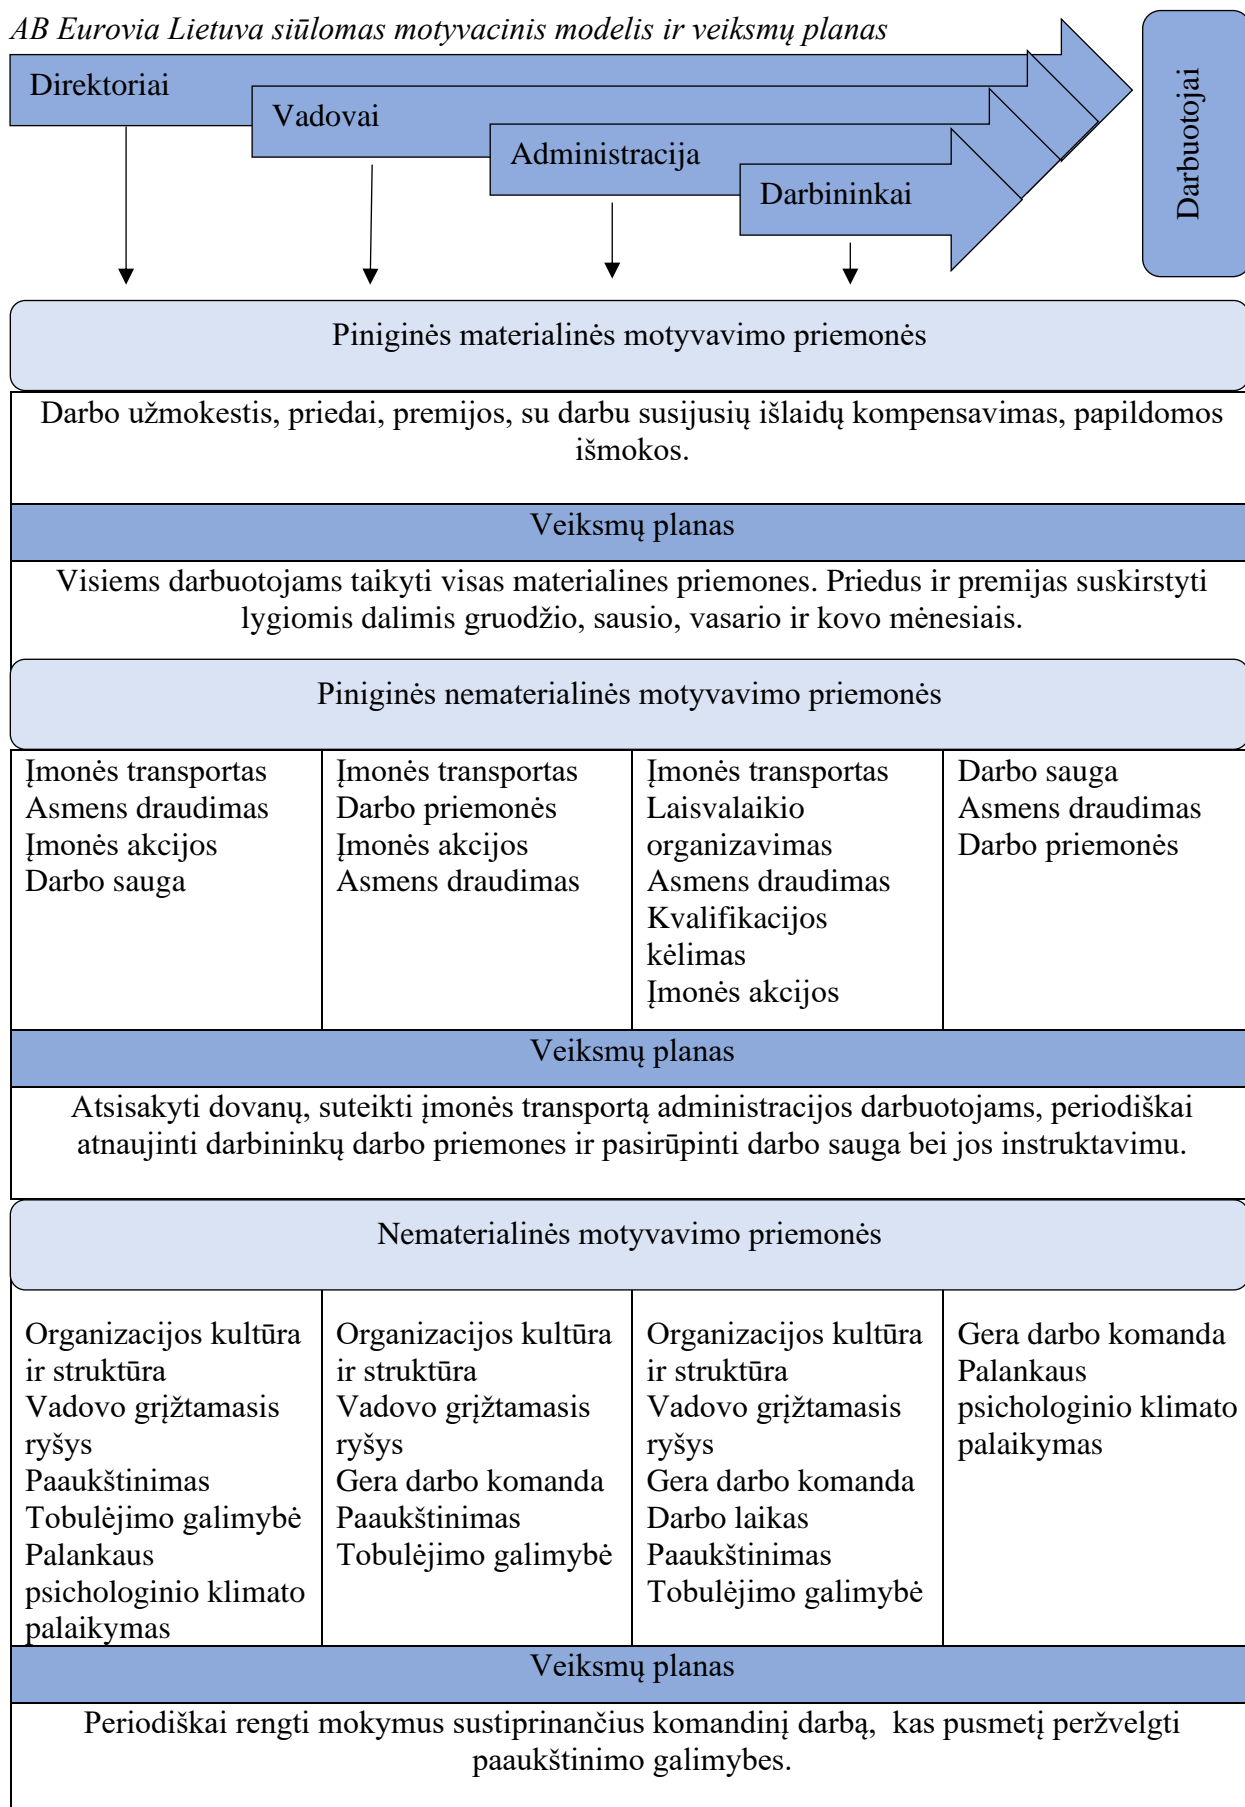 AB Eurovia Lietuva siūlomas motyvacinis modelis ir veiksmų planas
Direktoriai
Vadovai
Administracija
Darbininkai
Darbuotojai
Piniginės materialinės motyvavimo priemonės
Darbo užmokestis, priedai, premijos, su darbu susijusių išlaidų kompensavimas, papildomos
išmokos.
Veiksmų planas
Visiems darbuotojams taikyti visas materialines priemones. Priedus ir premijas suskirstyti
lygiomis dalimis gruodžio, sausio, vasario ir kovo mėnesiais.
Piniginės nematerialinės motyvavimo priemonės
Įmonės transportas
Asmens draudimas
Įmonės akcijos
Darbo sauga
Įmonės transportas
Darbo priemonės
Įmonės akcijos
Asmens draudimas
Įmonės transportas
Laisvalaikio
organizavimas
Asmens draudimas
Kvalifikacijos
kėlimas
Įmonės akcijos
Darbo sauga
Asmens draudimas
Darbo priemonės
Veiksmų planas
Atsisakyti dovanų, suteikti įmonės transportą administracijos darbuotojams, periodiškai
atnaujinti darbininkų darbo priemones ir pasirūpinti darbo sauga bei jos instruktavimu.
Nematerialinės motyvavimo priemonės
Organizacijos kultūra
ir struktūra
Vadovo grįžtamasis
ryšys
Paaukštinimas
Tobulėjimo galimybė
Palankaus
psichologinio klimato
palaikymas
Organizacijos kultūra
ir struktūra
Vadovo grįžtamasis
ryšys
Gera darbo komanda
Paaukštinimas
Tobulėjimo galimybė
Organizacijos kultūra
ir struktūra
Vadovo grįžtamasis
ryšys
Gera darbo komanda
Darbo laikas
Paaukštinimas
Tobulėjimo galimybė
Gera darbo komanda
Palankaus
psichologinio klimato
palaikymas
Veiksmų planas
Periodiškai rengti mokymus sustiprinančius komandinį darbą, kas pusmetį peržvelgti
paaukštinimo galimybes.